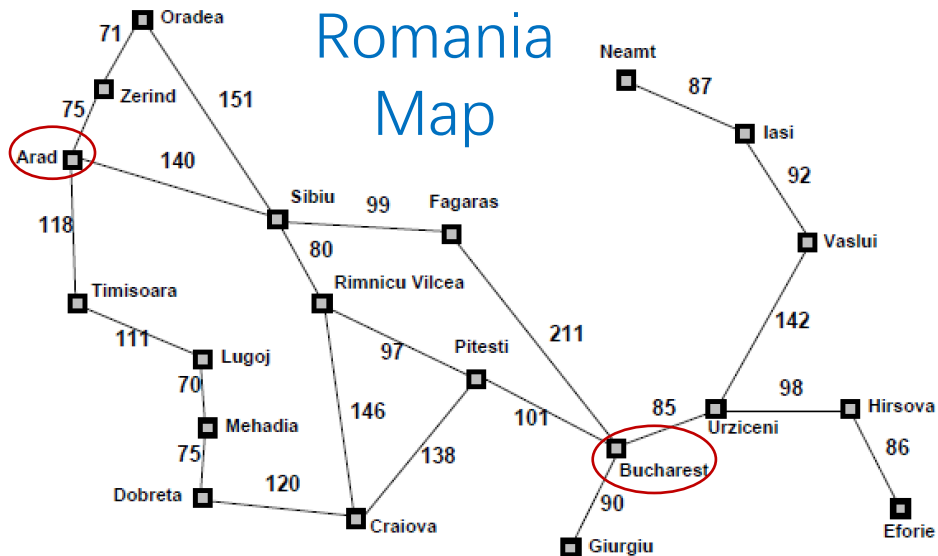 Romania
Map
Oradea
71
Neamt
87
Zerind
151
75
Iasi
Arad
140
92
Sibiu
99
Fagaras
118
80
Vaslui
Rimnicu Vilcea
Timisoara
142
111
211
97
Pitesti
Lugoj
70
98
Hirsova
146
101
85
Urziceni
Mehadia
75
138
86
Bucharest
120
Dobreta
90
Craiova
Eforie
Giurgiu